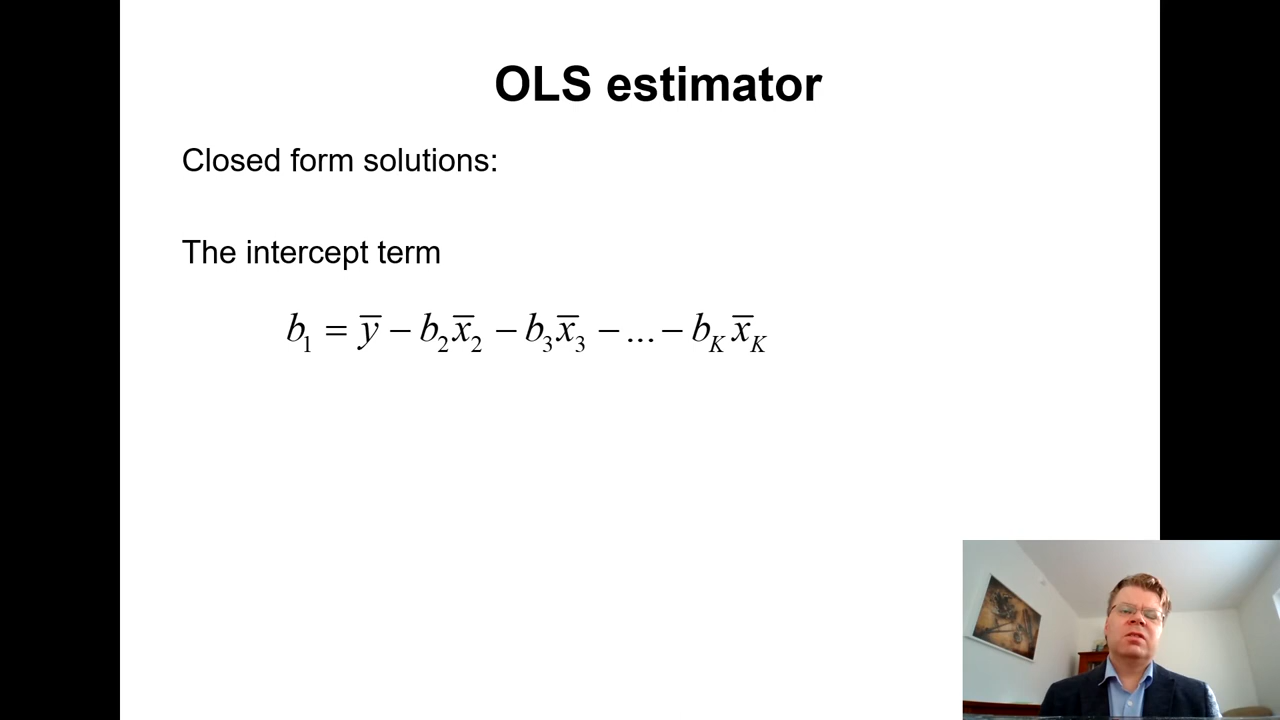 OLS estimator
Closed form solutions:
The intercept term
b₁ = y̅ − b₂x̅₂ − b₃x̅₃ − ... − b_K x̅_K